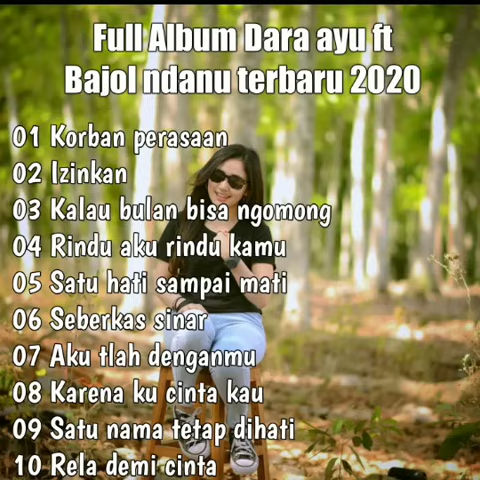 Full Album Dara ayu ft
Bajol ndanu terbaru 2020
01 Korban perasaan
02 Izinkan
03 Kalau bulan bisa ngomong
04 Rindu aku rindu kamu
05 Satu hati sampai mati
06 Seberkas sinar
07 Aku tlah denganmu
08 Karena ku cinta kau
09 Satu nama tetap dihati
10 Rela demi cinta